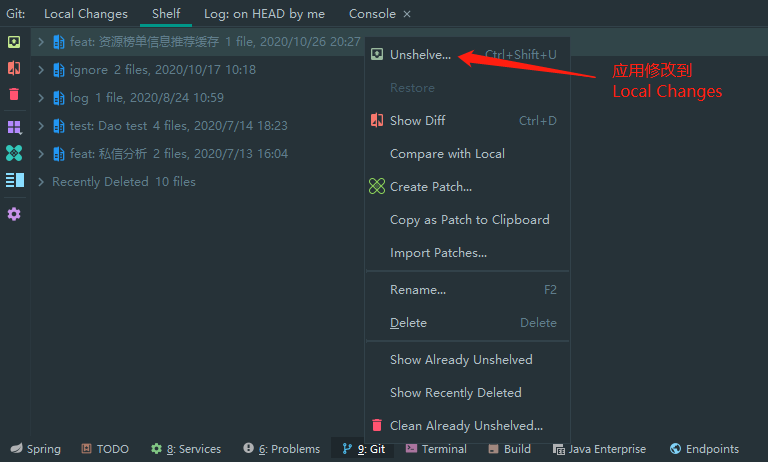 Git: Local Changes Shelf Log: on HEAD by me Console ×
feat: 资源榜单信息推荐缓存 1 file, 2020/10/26 20:27
ignore 2 files, 2020/10/17 10:18
log 1 file, 2020/8/24 10:59
test: Dao test 4 files, 2020/7/14 18:23
feat: 私信分析 2 files, 2020/7/13 16:04
Recently Deleted 10 files
Unshelve... Ctrl+Shift+U
Restore
Show Diff Ctrl+D
Compare with Local
Create Patch...
Copy as Patch to Clipboard
Import Patches...
Rename... F2
Delete Delete
Show Already Unshelved
Show Recently Deleted
Clean Already Unshelved...
应用修改到
Local Changes
Spring TODO 8: Services 6: Problems 9: Git Terminal Build Java Enterprise Endpoints